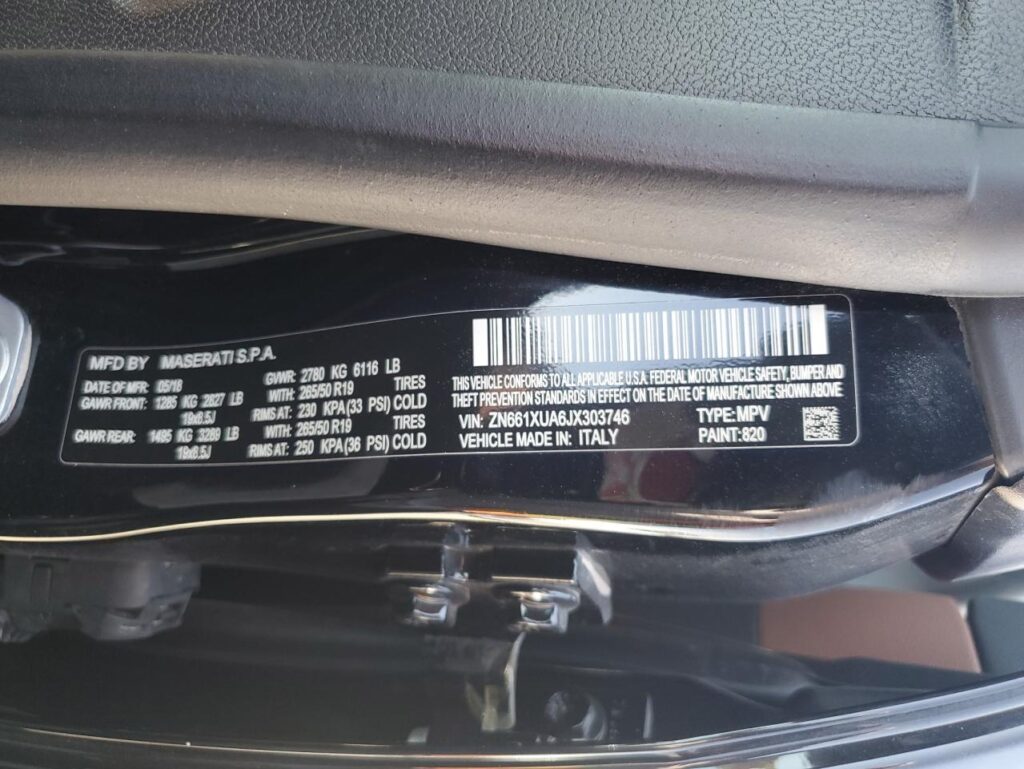 MFD BY MASERATI S.P.A.
DATE OF MFR: 05/18 GVWR: 2780 KG 6116 LB
GAWR FRONT: 1285 KG 2827 LB WITH: 265/50 R19 TIRES
19x8.5J RIMS AT: 230 KPA (33 PSI) COLD
GAWR REAR: 1495 KG 3289 LB WITH: 265/50 R19 TIRES
19x8.5J RIMS AT: 250 KPA (36 PSI) COLD
THIS VEHICLE CONFORMS TO ALL APPLICABLE U.S.A. FEDERAL MOTOR VEHICLE SAFETY, BUMPER AND
THEFT PREVENTION STANDARDS IN EFFECT ON THE DATE OF MANUFACTURE SHOWN ABOVE
VIN: ZN661XUA6JX303746 TYPE: MPV
VEHICLE MADE IN: ITALY PAINT: 820